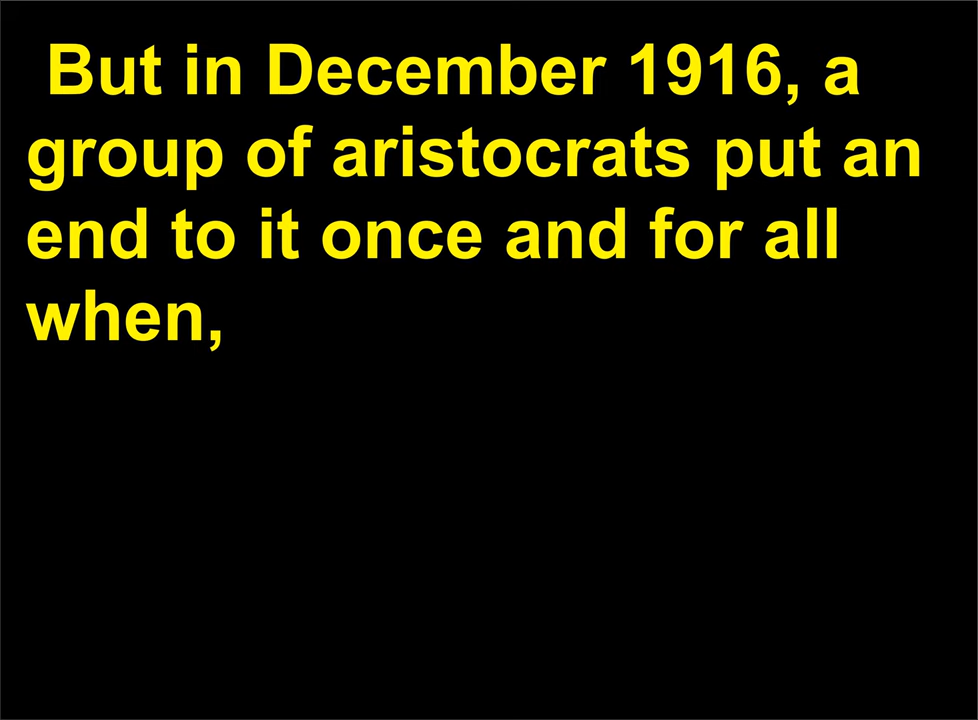 But in December 1916, a
group of aristocrats put an
end to it once and for all
when,